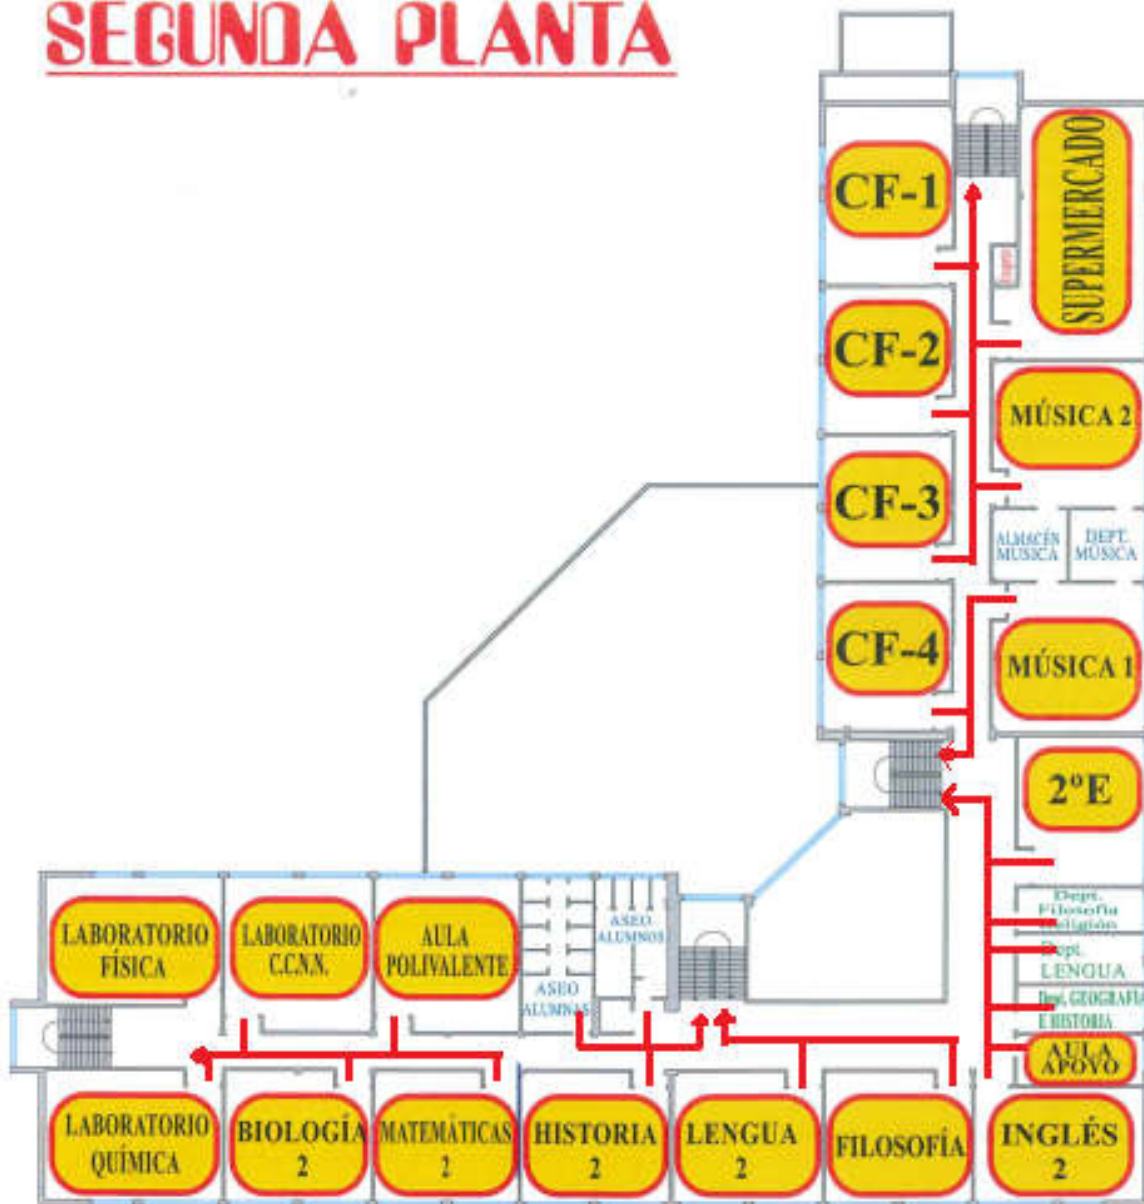 SEGUNDA PLANTA
CF-1
SUPERMERCADO
CF-2
MÚSICA 2
CF-3
ALMACÉN
MÚSICA
DEPT.
MÚSICA
CF-4
MÚSICA 1
2ºE
Dept.
Filosofía
Religión
Dept.
LENGUA
Dept. GEOGRAFÍA
E HISTORIA
AULA
APOYO
LABORATORIO
FÍSICA
LABORATORIO
C.C.N.N.
AULA
POLIVALENTE
ASEO
ALUMNAS
ASEO
ALUMNOS
LABORATORIO
QUÍMICA
BIOLOGÍA
2
MATEMÁTICAS
2
HISTORIA
2
LENGUA
2
FILOSOFÍA
INGLÉS
2